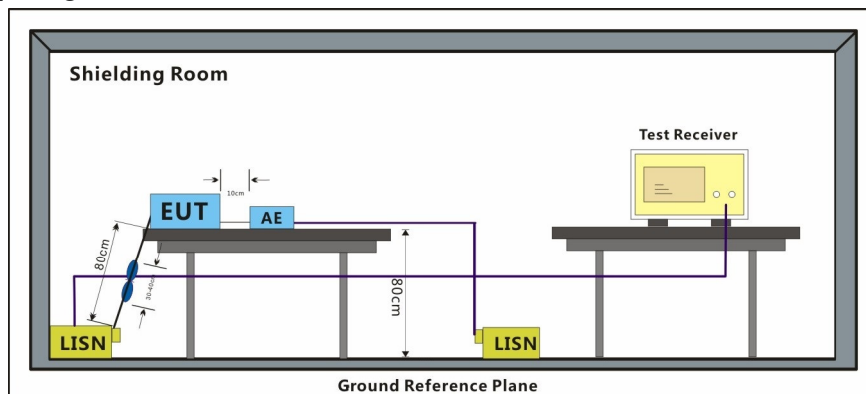 Shielding Room
Test Receiver
10cm
EUT
AE
80cm
30-40cm
80cm
LISN
LISN
Ground Reference Plane